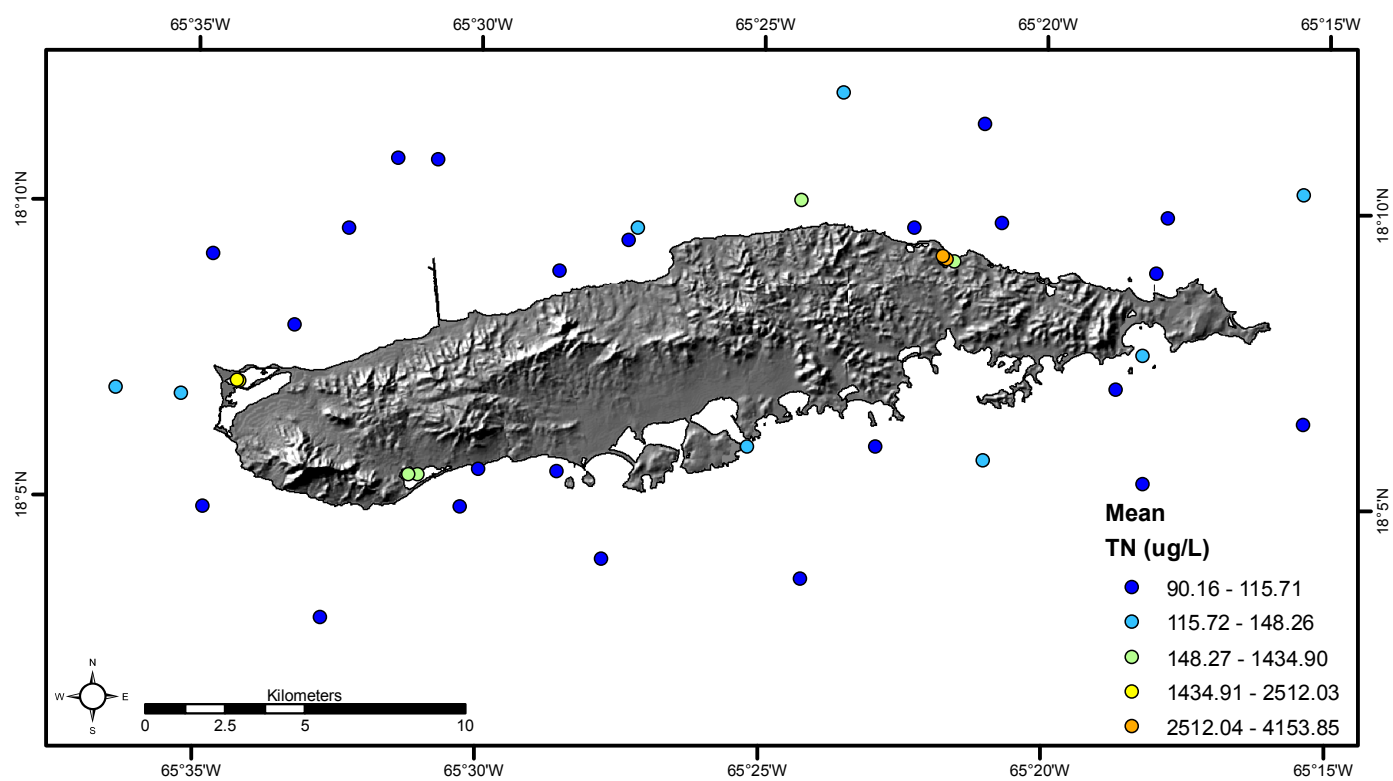 65°35'W 65°30'W 65°25'W 65°20'W 65°15'W
18°10'N
18°10'N
18°5'N
18°5'N
Mean
TN (ug/L)
90.16 - 115.71
115.72 - 148.26
148.27 - 1434.90
1434.91 - 2512.03
2512.04 - 4153.85
N
W E
S
Kilometers
0 2.5 5 10
65°35'W 65°30'W 65°25'W 65°20'W 65°15'W